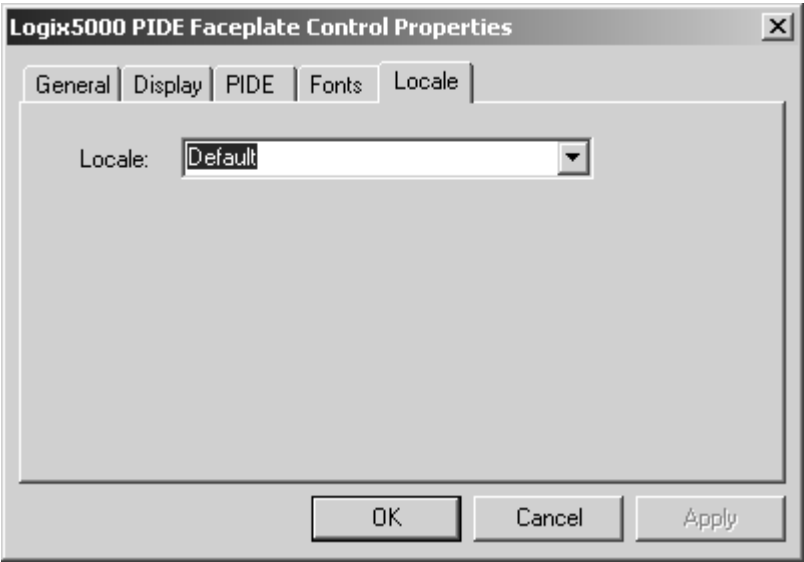 Logix5000 PIDE Faceplate Control Properties
General Display PIDE Fonts Locale
Locale: Default
OK Cancel Apply